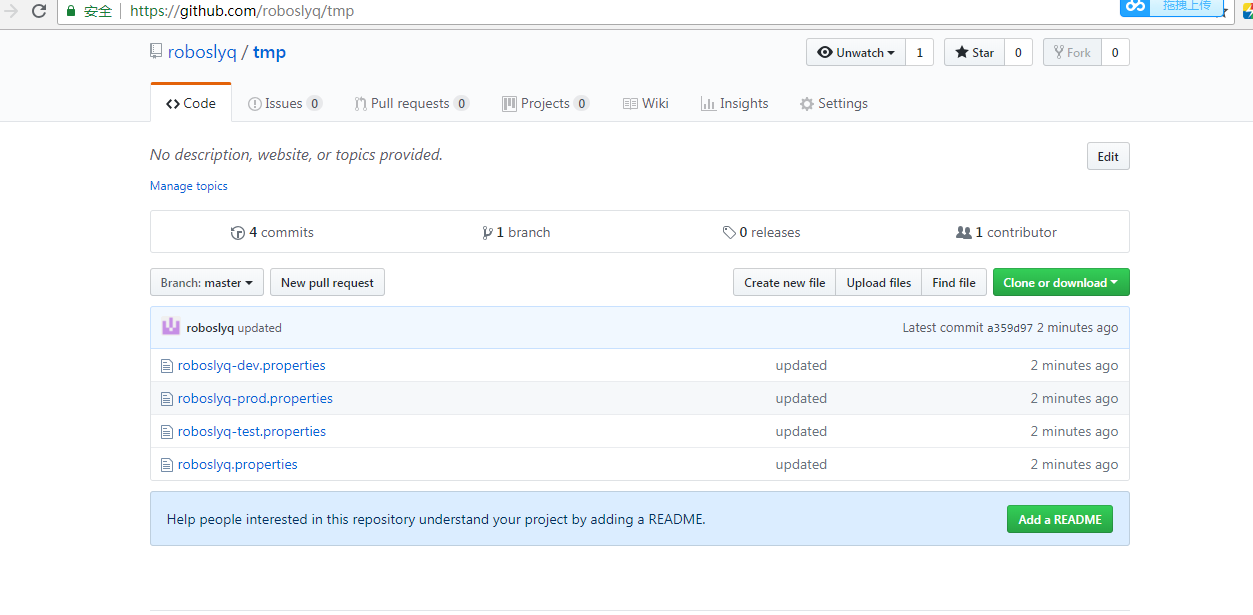 安全 https://github.com/roboslyq/tmp 拖拽上传
roboslyq / tmp Unwatch 1 Star 0 Fork 0
Code Issues 0 Pull requests 0 Projects 0 Wiki Insights Settings
No description, website, or topics provided. Edit
Manage topics
4 commits 1 branch 0 releases 1 contributor
Branch: master New pull request Create new file Upload files Find file Clone or download
roboslyq updated Latest commit a359d97 2 minutes ago
roboslyq-dev.properties updated 2 minutes ago
roboslyq-prod.properties updated 2 minutes ago
roboslyq-test.properties updated 2 minutes ago
roboslyq.properties updated 2 minutes ago
Help people interested in this repository understand your project by adding a README. Add a README